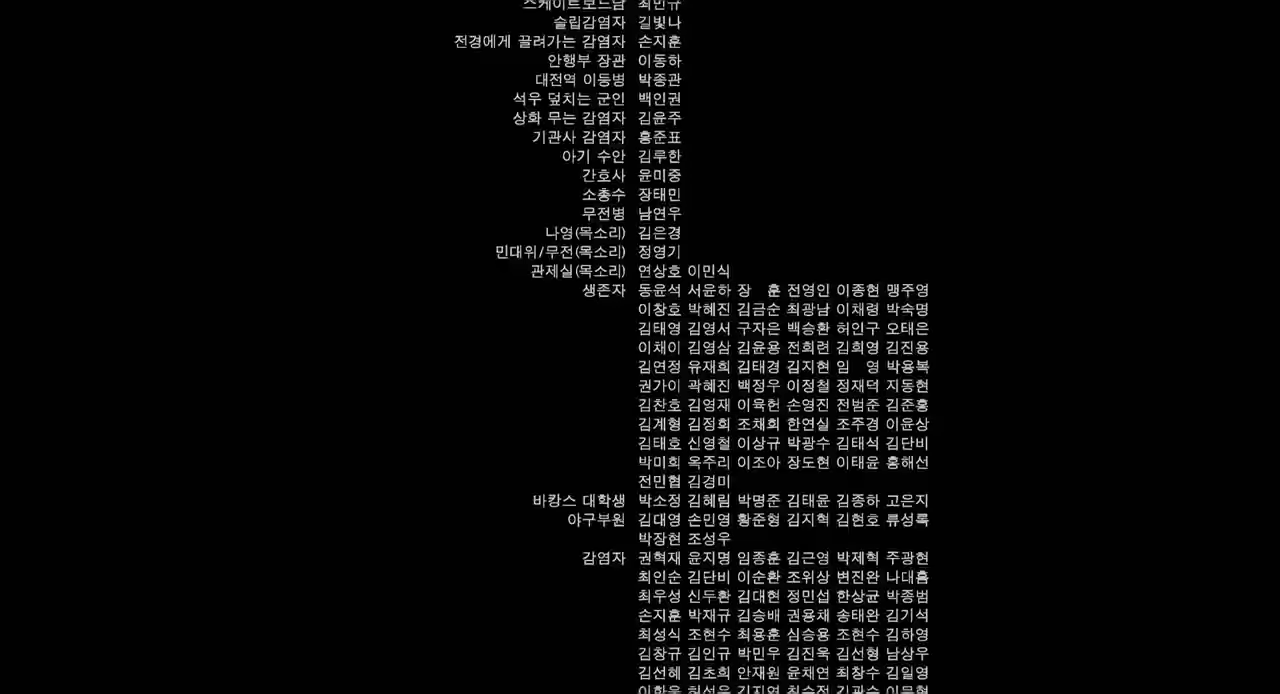 스케이트보드남 최민규
슬립감염자 길빛나
전경에게 끌려가는 감염자 손지훈
안행부 장관 이동하
대전역 이등병 박종관
석우 덮치는 군인 백인권
상화 무는 감염자 김윤주
기관사 감염자 홍준표
아기 수안 김루한
간호사 윤미중
소총수 장태민
무전병 남연우
나영(목소리) 김은경
민대위/무전(목소리) 정영기
관제실(목소리) 연상호 이민식
생존자 동윤석 서윤하 장 훈 전영인 이종현 맹주영
이창호 박혜진 김금순 최광남 이채령 박숙명
김태영 김영서 구자은 백승환 허인구 오태은
이채이 김영삼 김윤용 전희련 김희영 김진용
김연정 유재희 김태경 김지현 임 영 박용복
권가이 곽혜진 백정우 이정철 정재덕 지동현
김찬호 김영재 이육헌 손영진 전범준 김준홍
김계형 김정회 조채희 한연실 조주경 이윤상
김태호 신영철 이상규 박광수 김태석 김단비
박미희 옥주리 이조아 장도현 이태윤 홍해선
전민협 김경미
바캉스 대학생 박소정 김혜림 박명준 김태윤 김종하 고은지
야구부원 김대영 손민영 황준형 김지혁 김현호 류성록
박장현 조성우
감염자 권혁재 윤지명 임종훈 김근영 박제혁 주광현
최인순 김단비 이순환 조위상 변진완 나대흠
최우성 신두환 김대현 정민섭 한상균 박종범
손지훈 박재규 김승배 권용채 송태완 김기석
최성식 조현수 최용훈 심승용 조현수 김하영
김창규 김인규 박민우 김진욱 김선형 남상우
김선혜 김초희 안재원 윤채연 최창수 김일영